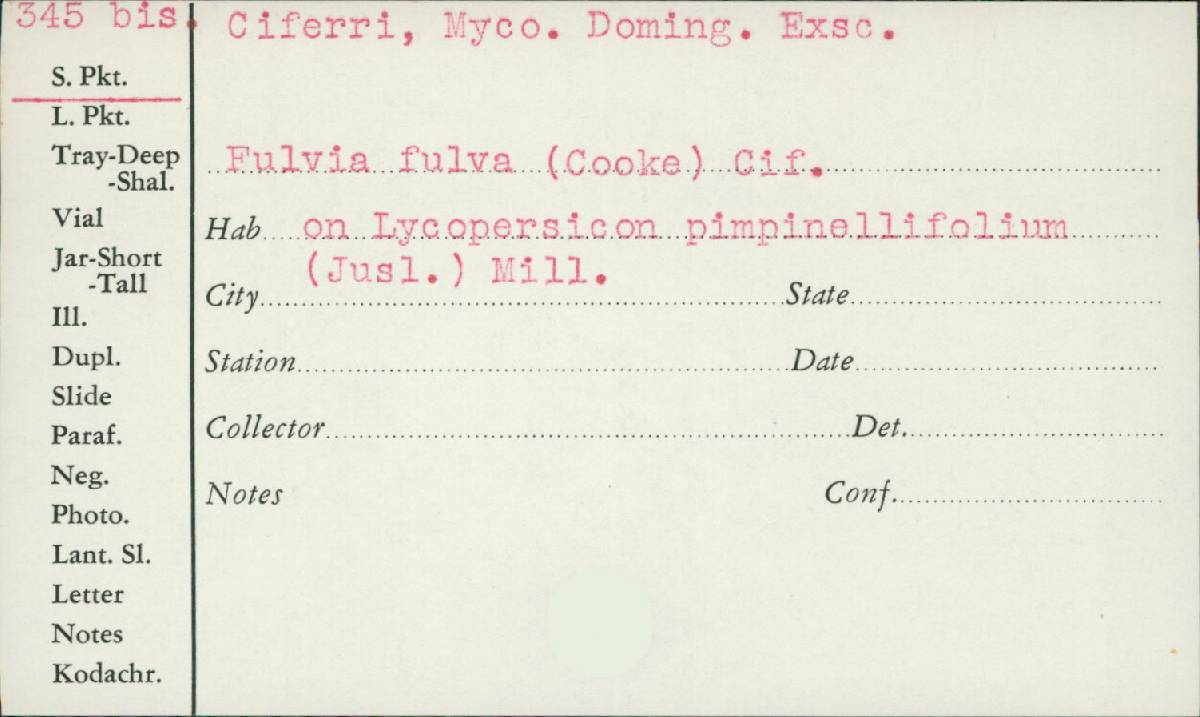 345 bis. Ciferri, Myco. Doming. Exsc.
S. Pkt.
L. Pkt.
Tray-Deep
-Shal.
Vial
Jar-Short
-Tall
Ill.
Dupl.
Slide
Paraf.
Neg.
Photo.
Lant. Sl.
Letter
Notes
Kodachr.
Fulvia fulva (Cooke) Cif.
Hab on Lycopersicon pimpinellifolium
(Jusl.) Mill.
City State
Station Date
Collector Det.
Notes Conf.